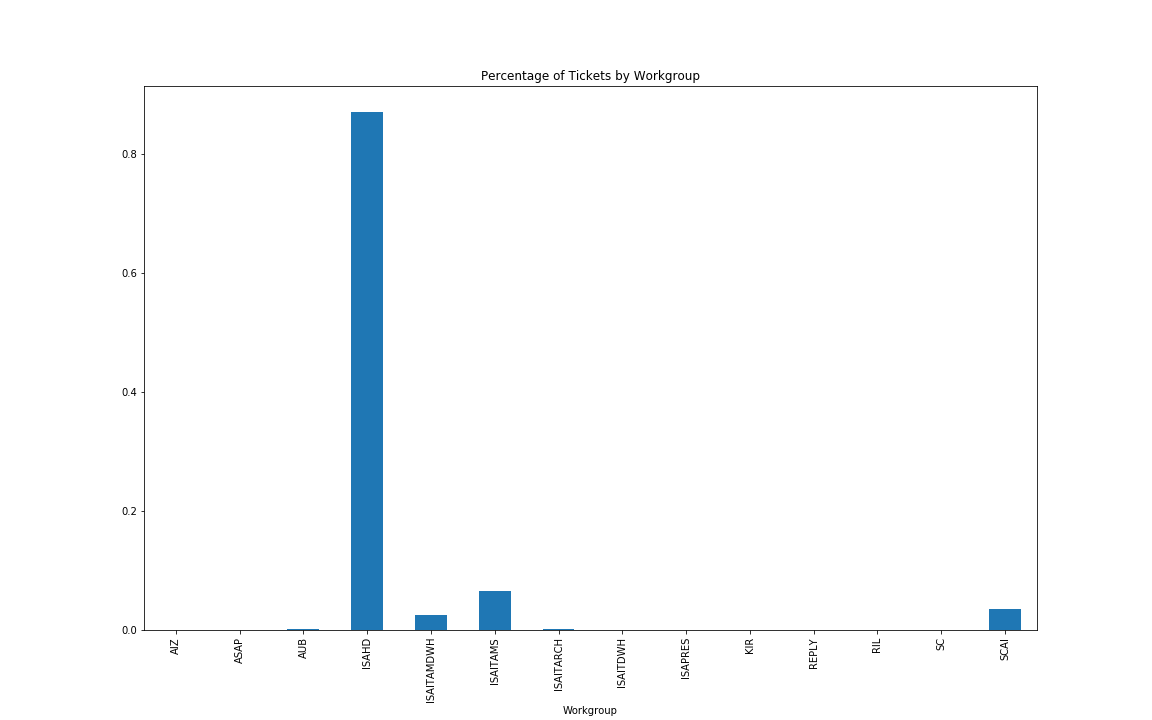 Percentage of Tickets by Workgroup
0.8
0.6
0.4
0.2
0.0
AIZ
ASAP
AUB
ISAHD
ISAITAMDWH
ISAITAMS
ISAITARCH
ISAITDWH
ISAPRES
KIR
REPLY
RIL
SC
SCAI
Workgroup